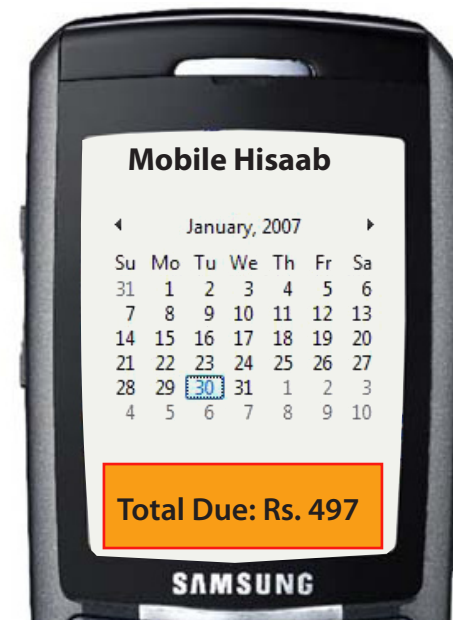 Mobile Hisaab
January, 2007
Su Mo Tu We Th Fr Sa
31 1 2 3 4 5 6
7 8 9 10 11 12 13
14 15 16 17 18 19 20
21 22 23 24 25 26 27
28 29 30 31 1 2 3
4 5 6 7 8 9 10
Total Due: Rs. 497
SAMSUNG